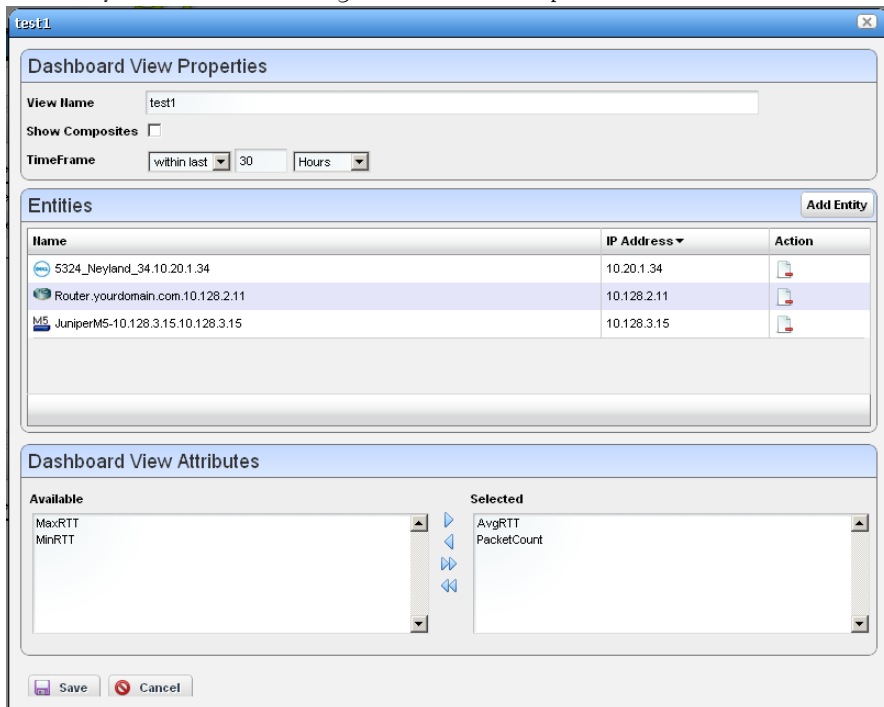 test1
Dashboard View Properties
View Name test1
Show Composites
TimeFrame within last 30 Hours
Entities Add Entity
Name IP Address Action
DELL 5324_Neyland_34.10.20.1.34 10.20.1.34
Router.yourdomain.com.10.128.2.11 10.128.2.11
M5 JuniperM5-10.128.3.15.10.128.3.15 10.128.3.15
Dashboard View Attributes
Available Selected
MaxRTT AvgRTT
MinRTT PacketCount
Save Cancel